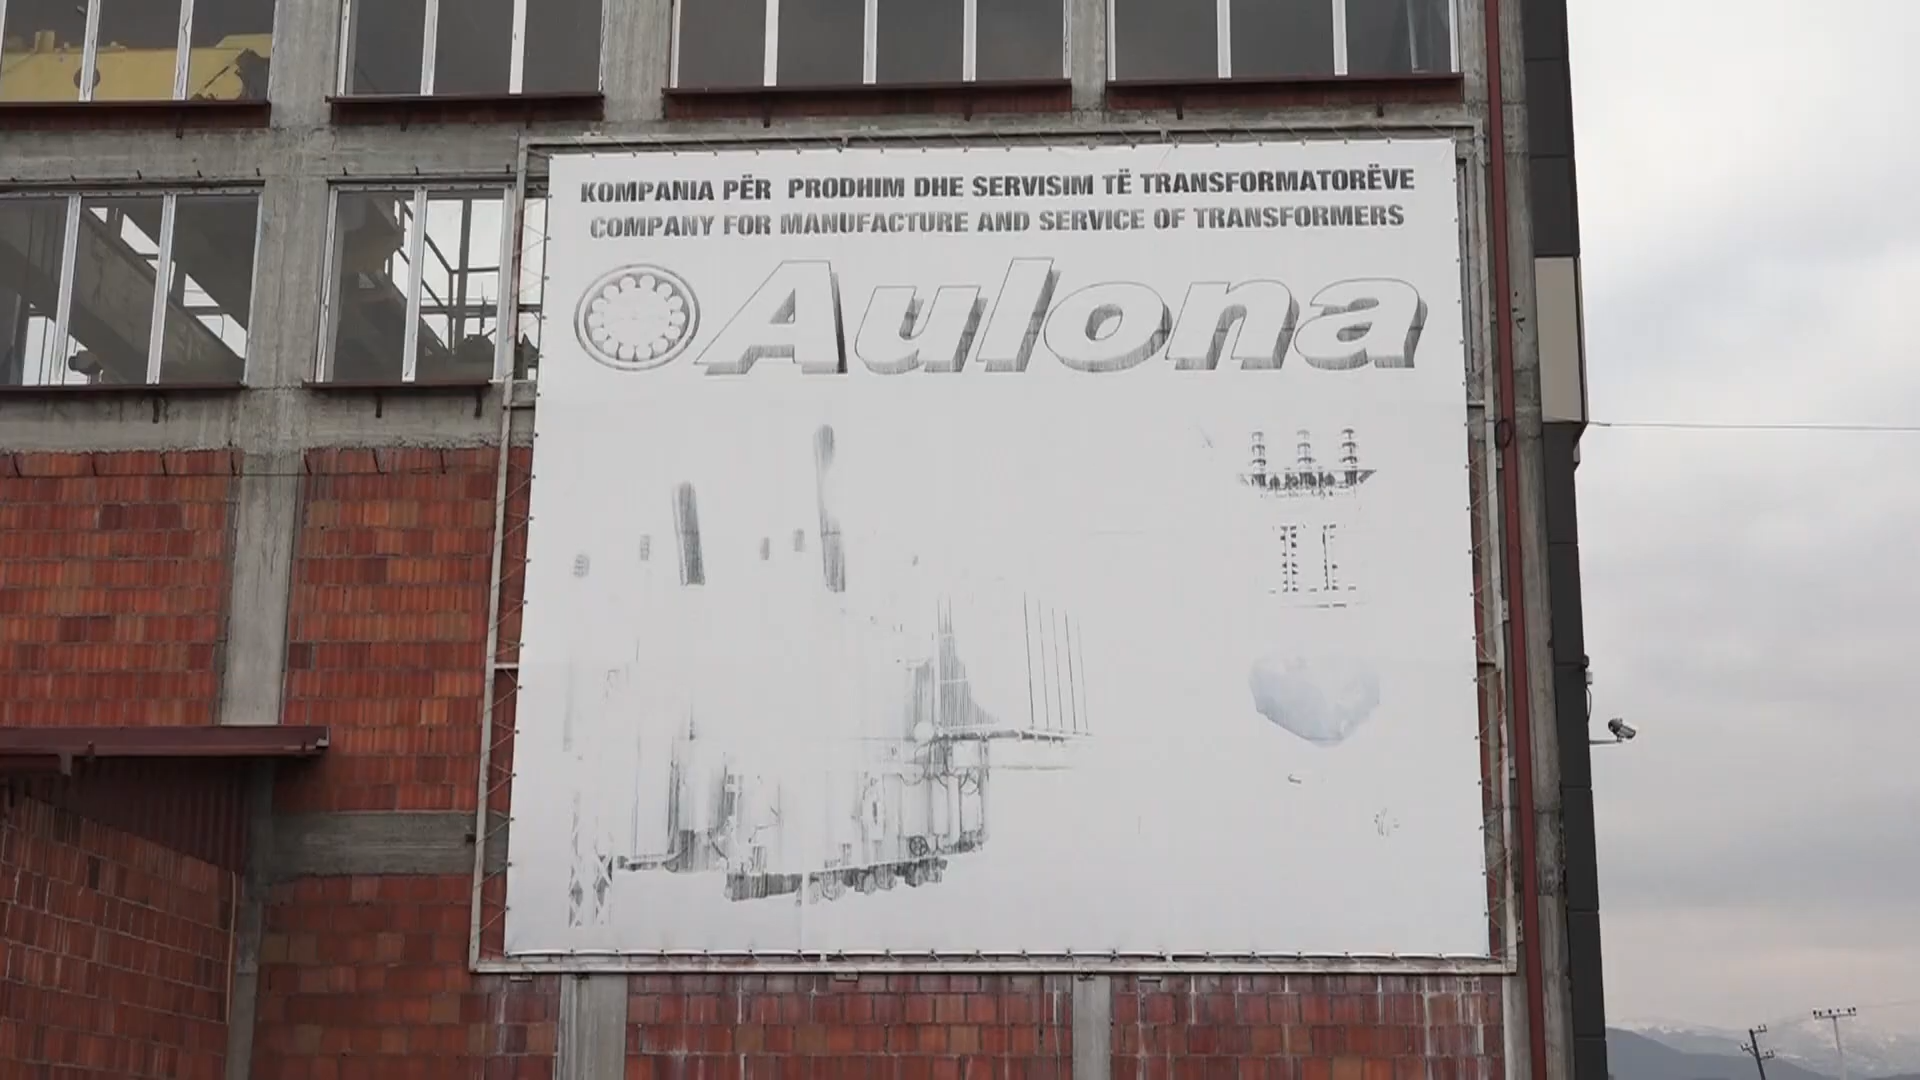 KOMPANIA PËR PRODHIM DHE SERVISIM TË TRANSFORMATORËVE
COMPANY FOR MANUFACTURE AND SERVICE OF TRANSFORMERS
Aulona